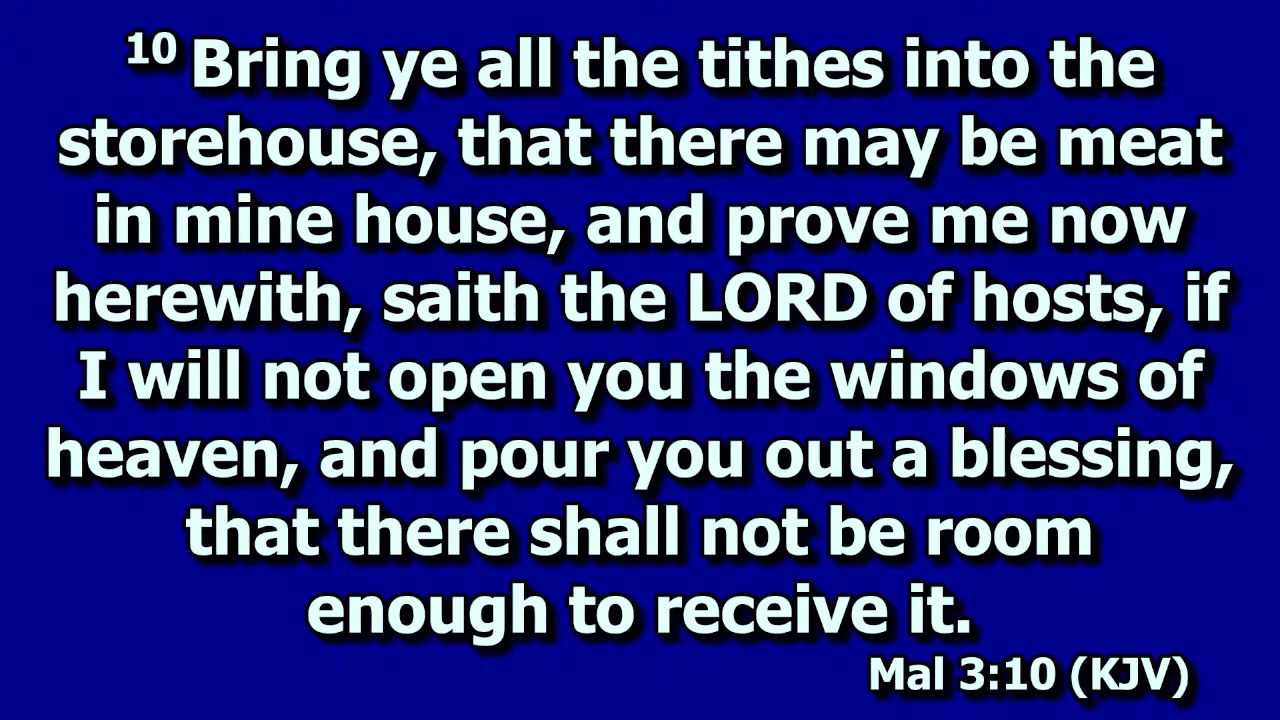 10 Bring ye all the tithes into the
storehouse, that there may be meat
in mine house, and prove me now
herewith, saith the LORD of hosts, if
I will not open you the windows of
heaven, and pour you out a blessing,
that there shall not be room
enough to receive it.
Mal 3:10 (KJV)